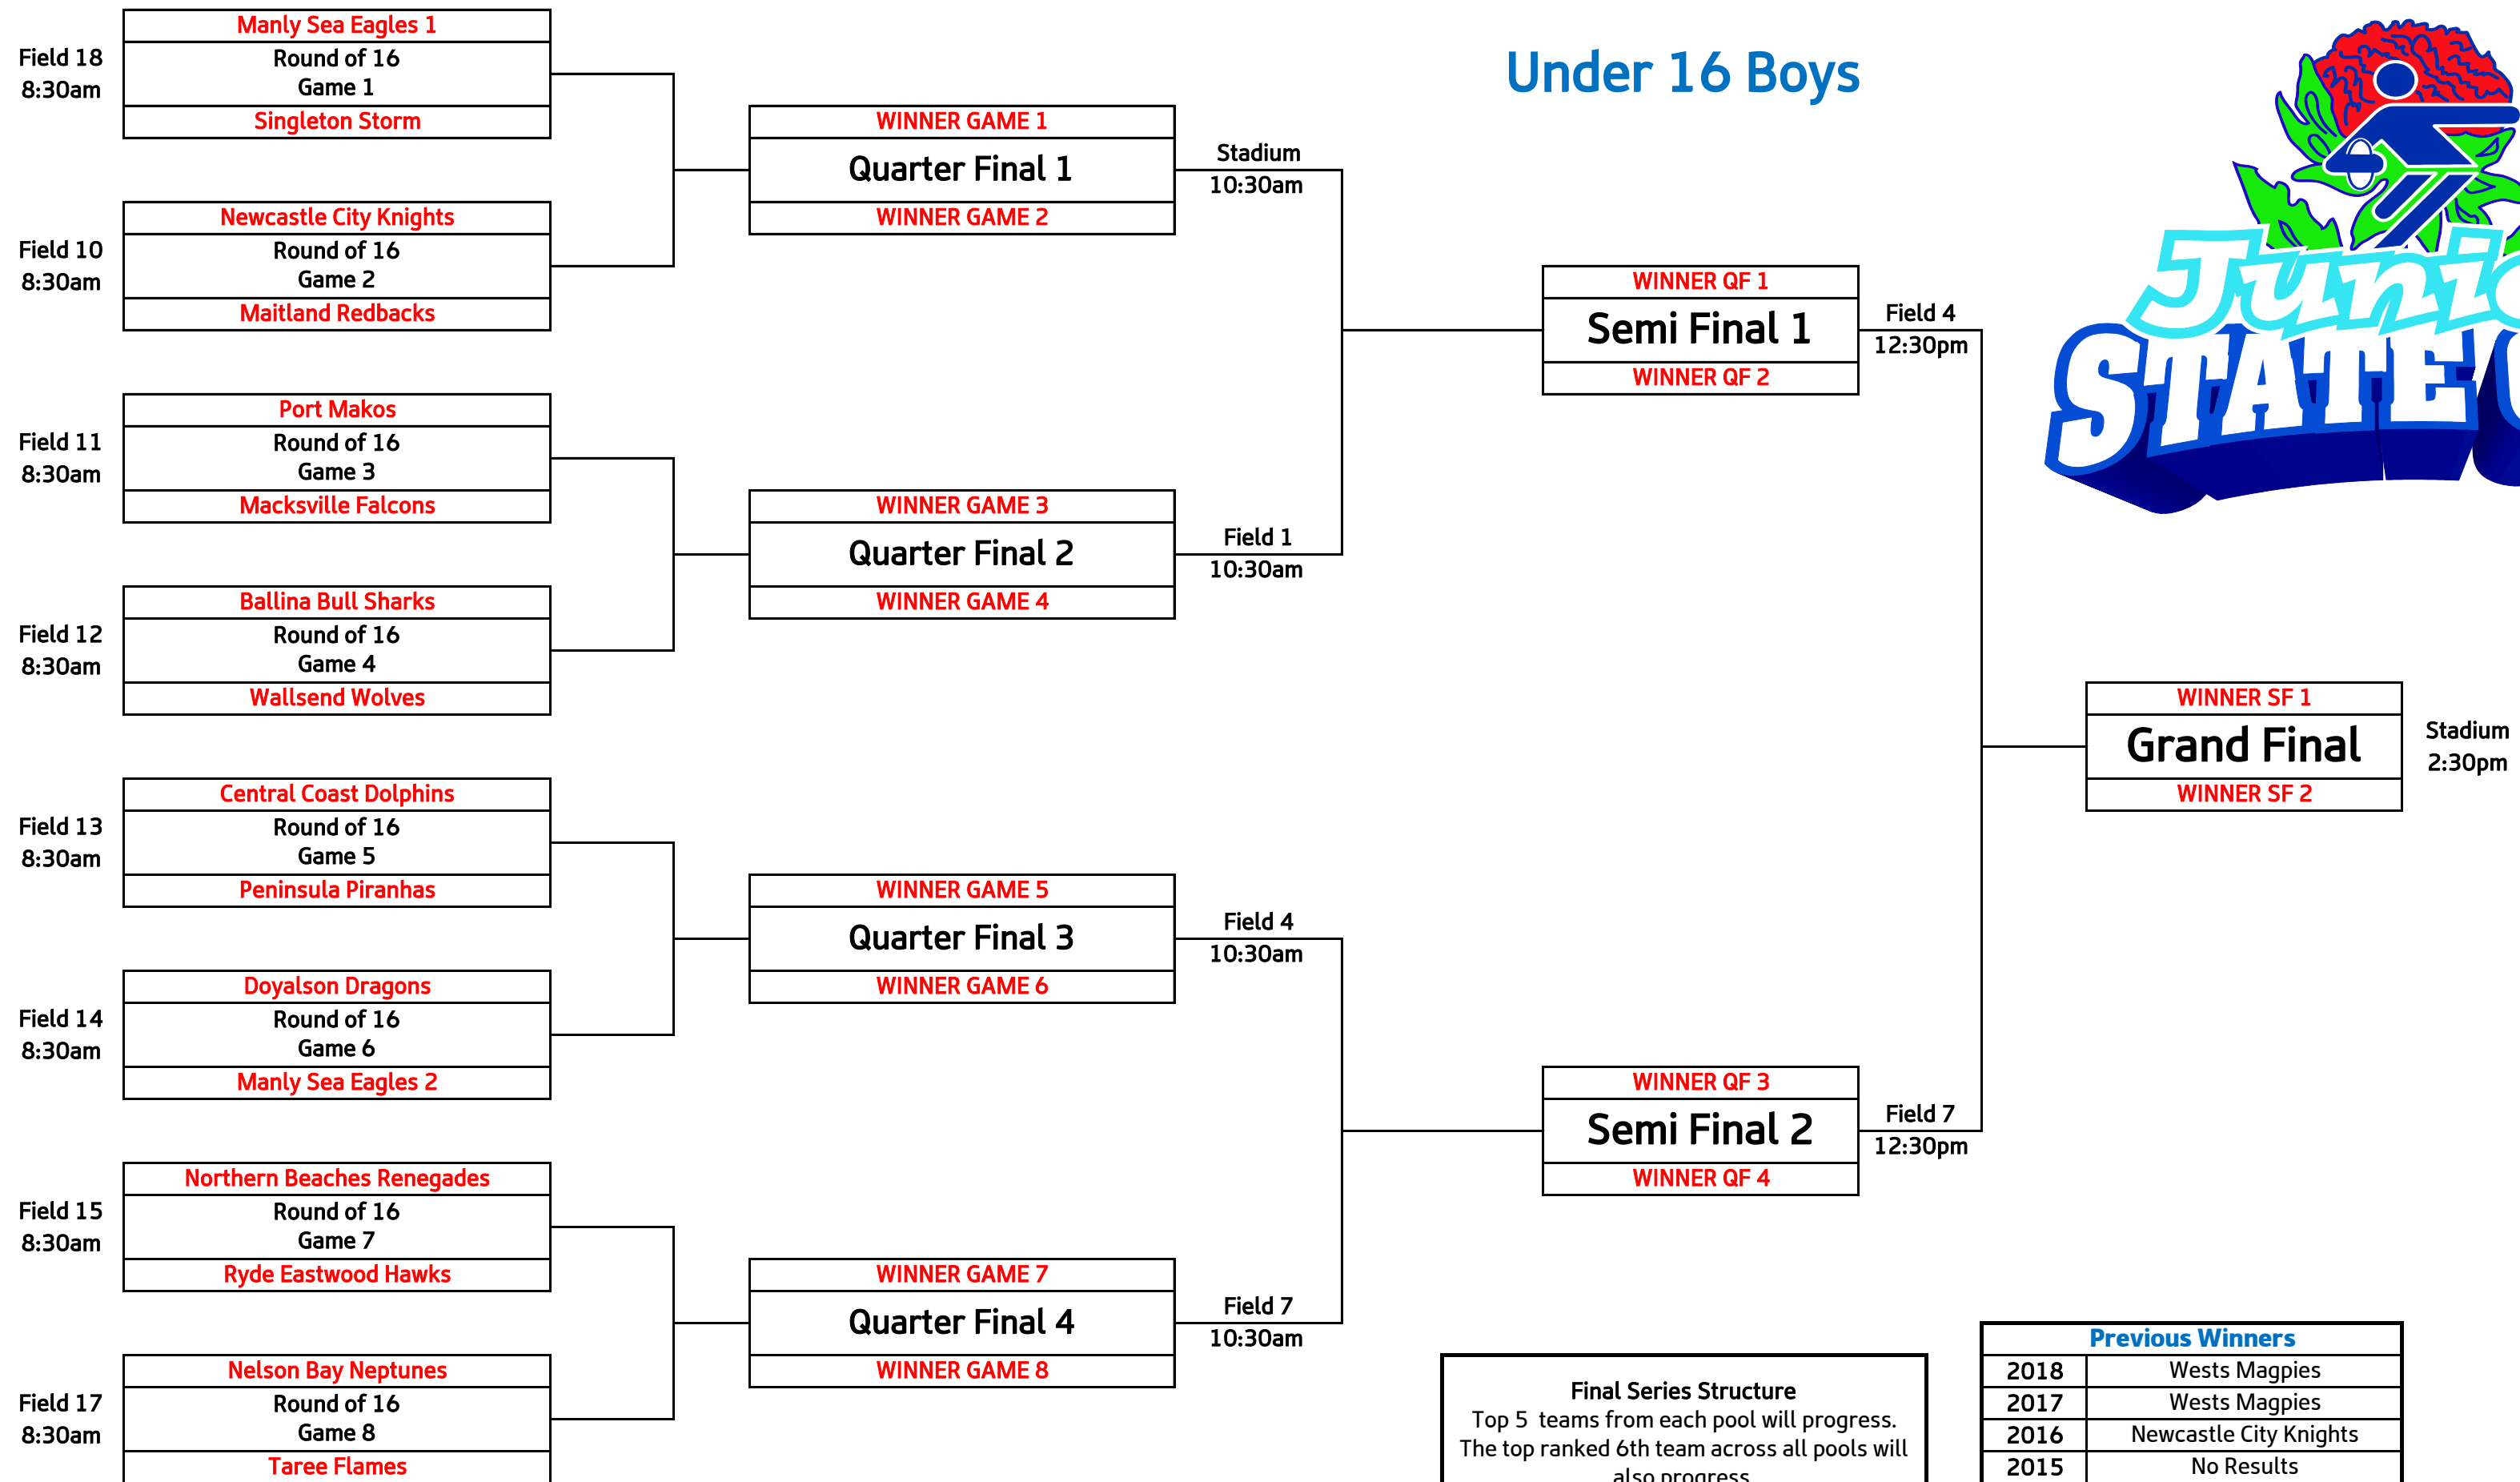 Under 16 Boys
Junio
STATE
Field 18
8:30am
Manly Sea Eagles 1
Round of 16
Game 1
Singleton Storm
Field 10
8:30am
Newcastle City Knights
Round of 16
Game 2
Maitland Redbacks
Field 11
8:30am
Port Makos
Round of 16
Game 3
Macksville Falcons
Field 12
8:30am
Ballina Bull Sharks
Round of 16
Game 4
Wallsend Wolves
Field 13
8:30am
Central Coast Dolphins
Round of 16
Game 5
Peninsula Piranhas
Field 14
8:30am
Doyalson Dragons
Round of 16
Game 6
Manly Sea Eagles 2
Field 15
8:30am
Northern Beaches Renegades
Round of 16
Game 7
Ryde Eastwood Hawks
Field 17
8:30am
Nelson Bay Neptunes
Round of 16
Game 8
Taree Flames
WINNER GAME 1
Quarter Final 1
WINNER GAME 2
Stadium
10:30am
WINNER GAME 3
Quarter Final 2
WINNER GAME 4
Field 1
10:30am
WINNER GAME 5
Quarter Final 3
WINNER GAME 6
Field 4
10:30am
WINNER GAME 7
Quarter Final 4
WINNER GAME 8
Field 7
10:30am
WINNER QF 1
Semi Final 1
WINNER QF 2
Field 4
12:30pm
WINNER QF 3
Semi Final 2
WINNER QF 4
Field 7
12:30pm
WINNER SF 1
Grand Final
WINNER SF 2
Stadium
2:30pm
Final Series Structure
Top 5 teams from each pool will progress.
The top ranked 6th team across all pools will
also progress
Previous Winners
2018 Wests Magpies
2017 Wests Magpies
2016 Newcastle City Knights
2015 No Results